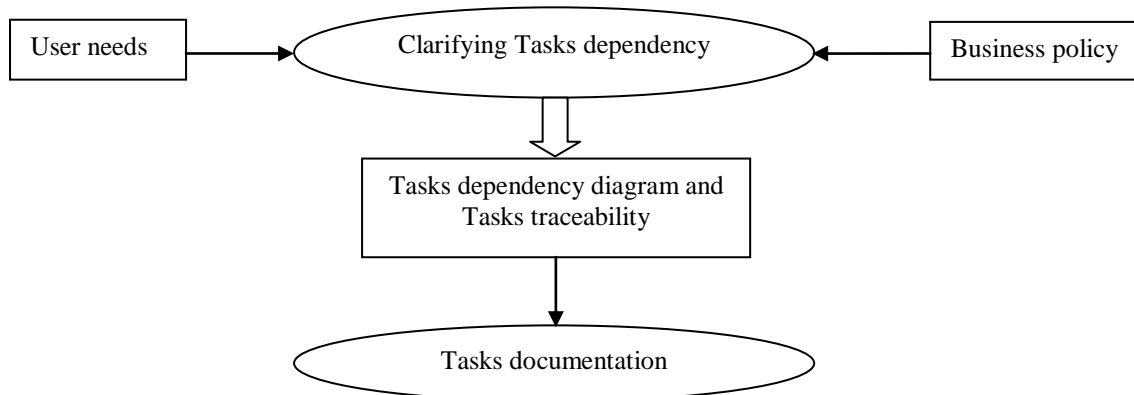 User needs
Clarifying Tasks dependency
Business policy
Tasks dependency diagram and
Tasks traceability
Tasks documentation